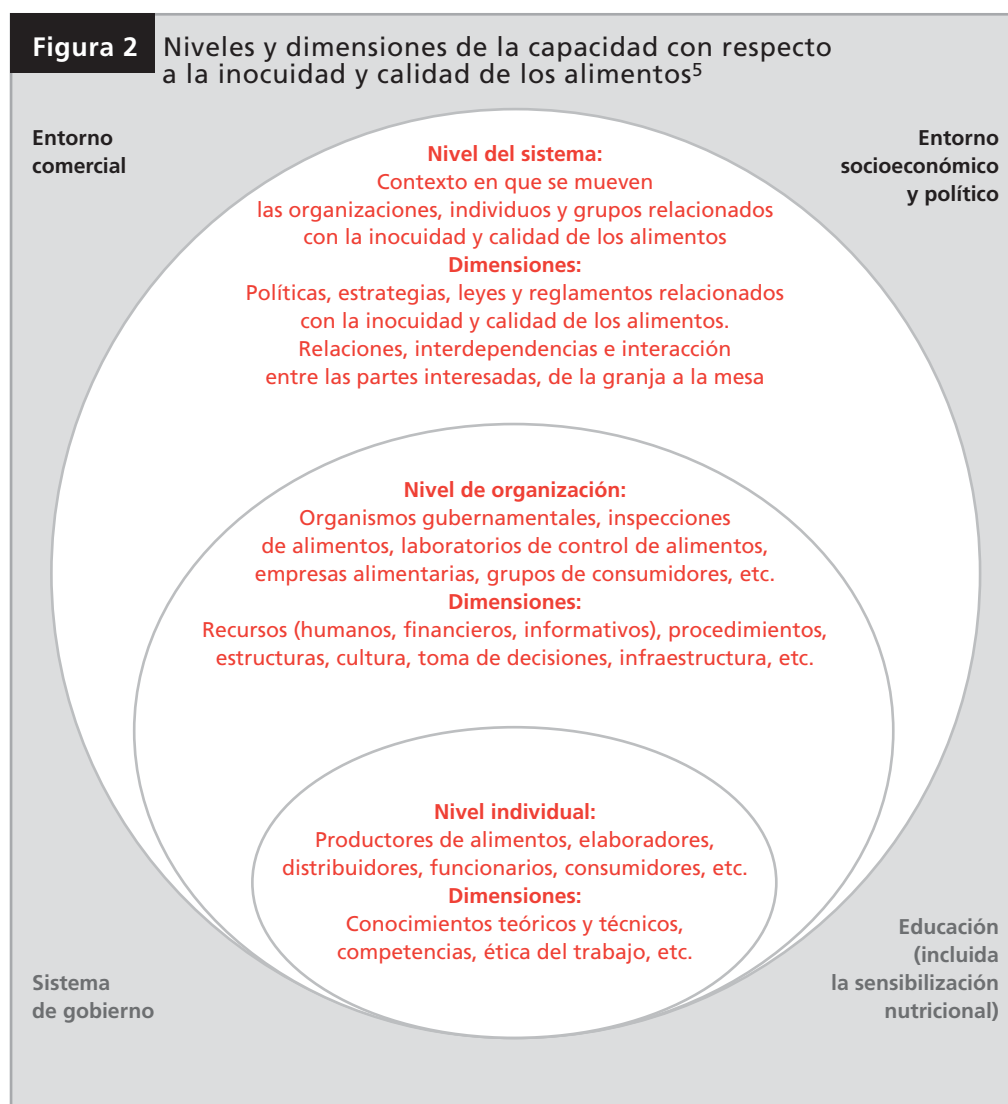 Figura 2
Niveles y dimensiones de la capacidad con respecto
a la inocuidad y calidad de los alimentos⁵
Entorno
comercial
Entorno
socioeconómico
y político
Nivel del sistema:
Contexto en que se mueven
las organizaciones, individuos y grupos relacionados
con la inocuidad y calidad de los alimentos
Dimensiones:
Políticas, estrategias, leyes y reglamentos relacionados
con la inocuidad y calidad de los alimentos.
Relaciones, interdependencias e interacción
entre las partes interesadas, de la granja a la mesa
Nivel de organización:
Organismos gubernamentales, inspecciones
de alimentos, laboratorios de control de alimentos,
empresas alimentarias, grupos de consumidores, etc.
Dimensiones:
Recursos (humanos, financieros, informativos), procedimientos,
estructuras, cultura, toma de decisiones, infraestructura, etc.
Nivel individual:
Productores de alimentos, elaboradores,
distribuidores, funcionarios, consumidores, etc.
Dimensiones:
Conocimientos teóricos y técnicos,
competencias, ética del trabajo, etc.
Sistema
de gobierno
Educación
(incluida
la sensibilización
nutricional)